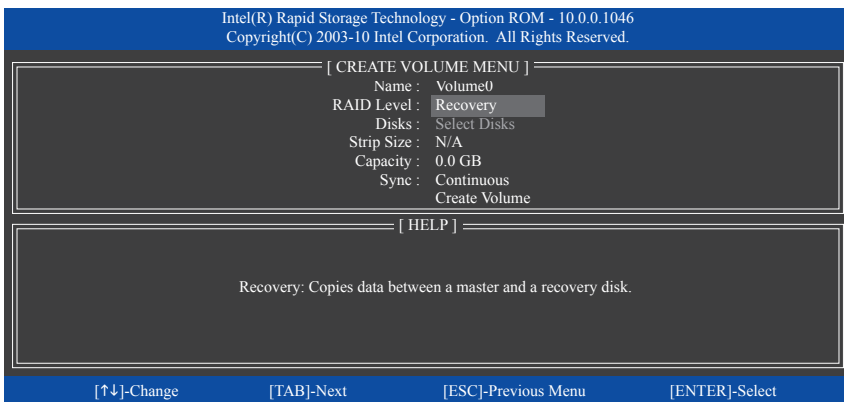 Intel(R) Rapid Storage Technology - Option ROM - 10.0.0.1046
Copyright(C) 2003-10 Intel Corporation. All Rights Reserved.
[ CREATE VOLUME MENU ]
Name : Volume0
RAID Level : Recovery
Disks : Select Disks
Strip Size : N/A
Capacity : 0.0 GB
Sync : Continuous
Create Volume
[ HELP ]
Recovery: Copies data between a master and a recovery disk.
[↑↓]-Change [TAB]-Next [ESC]-Previous Menu [ENTER]-Select